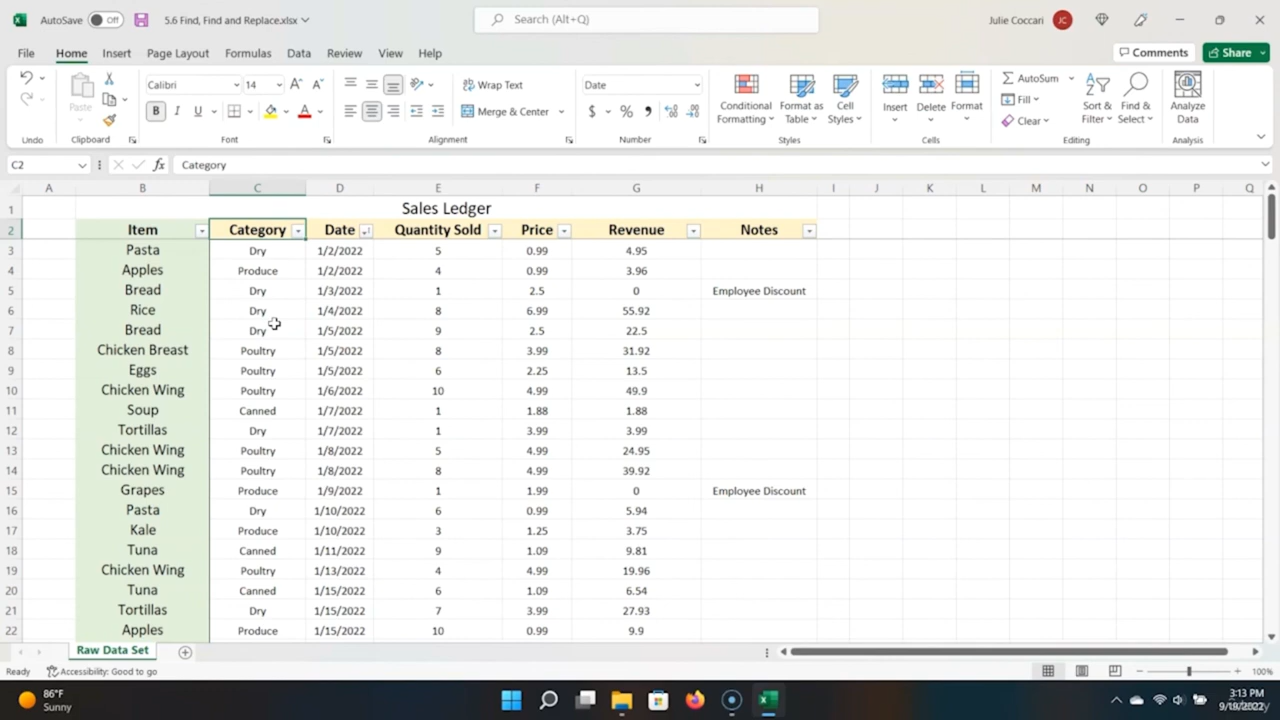 AutoSave Off 5.6 Find, Find and Replace.xlsx Search (Alt+Q) Julie Coccari JC
File Home Insert Page Layout Formulas Data Review View Help Comments Share
Calibri 14 Wrap Text Date AutoSum
Paste Conditional Formatting Format as Table Cell Styles Insert Delete Format Fill Sort & Filter Find & Select Analyze Data
B I U Merge & Center $ % Clear
Undo Clipboard Font Alignment Number Styles Cells Editing Analysis
C2 fx Category
A B C D E F G H I J K L M N O P Q
1 Sales Ledger
2 Item Category Date Quantity Sold Price Revenue Notes
3 Pasta Dry 1/2/2022 5 0.99 4.95
4 Apples Produce 1/2/2022 4 0.99 3.96
5 Bread Dry 1/3/2022 1 2.5 0 Employee Discount
6 Rice Dry 1/4/2022 8 6.99 55.92
7 Bread Dry 1/5/2022 9 2.5 22.5
8 Chicken Breast Poultry 1/5/2022 8 3.99 31.92
9 Eggs Poultry 1/5/2022 6 2.25 13.5
10 Chicken Wing Poultry 1/6/2022 10 4.99 49.9
11 Soup Canned 1/7/2022 1 1.88 1.88
12 Tortillas Dry 1/7/2022 1 3.99 3.99
13 Chicken Wing Poultry 1/8/2022 5 4.99 24.95
14 Chicken Wing Poultry 1/8/2022 8 4.99 39.92
15 Grapes Produce 1/9/2022 1 1.99 0 Employee Discount
16 Pasta Dry 1/10/2022 6 0.99 5.94
17 Kale Produce 1/10/2022 3 1.25 3.75
18 Tuna Canned 1/11/2022 9 1.09 9.81
19 Chicken Wing Poultry 1/13/2022 4 4.99 19.96
20 Tuna Canned 1/15/2022 6 1.09 6.54
21 Tortillas Dry 1/15/2022 7 3.99 27.93
22 Apples Produce 1/15/2022 10 0.99 9.9
Raw Data Set
Ready Accessibility: Good to go 100%
86°F 3:13 PM
Sunny 9/19/2022